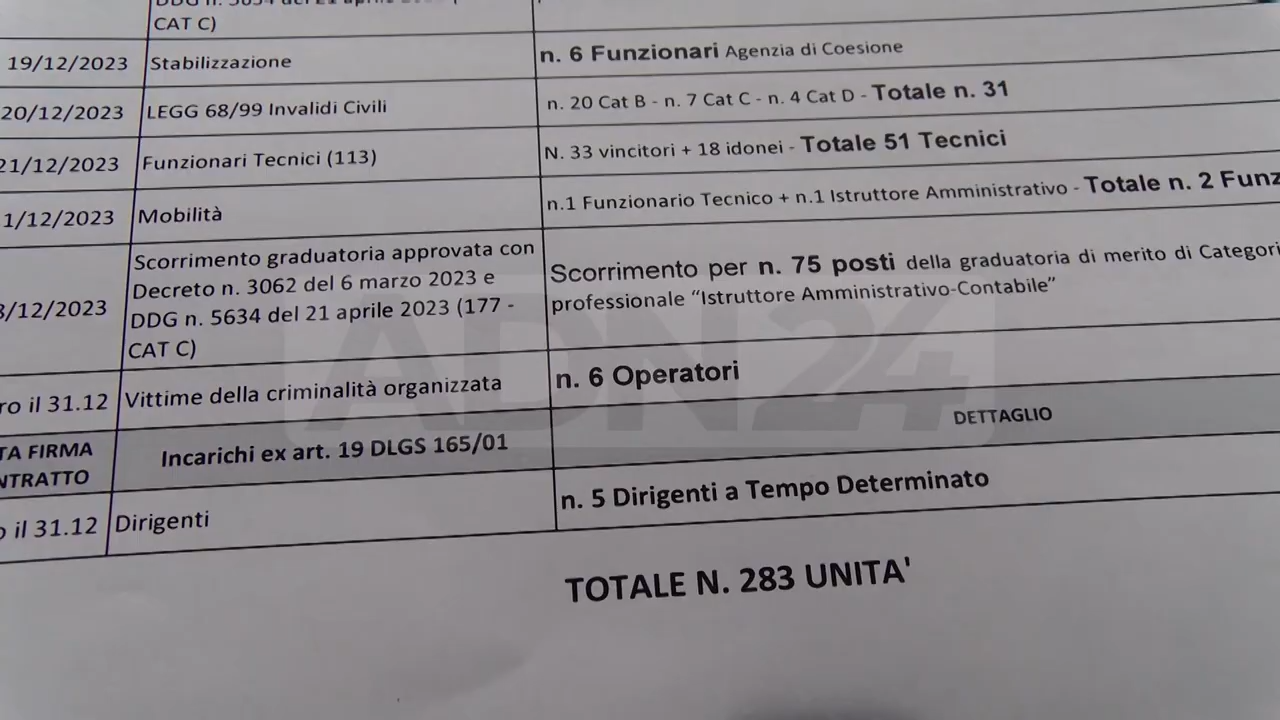 CAT C)
19/12/2023 Stabilizzazione n. 6 Funzionari Agenzia di Coesione
20/12/2023 LEGG 68/99 Invalidi Civili n. 20 Cat B - n. 7 Cat C - n. 4 Cat D - Totale n. 31
21/12/2023 Funzionari Tecnici (113) N. 33 vincitori + 18 idonei - Totale 51 Tecnici
1/12/2023 Mobilità n.1 Funzionario Tecnico + n.1 Istruttore Amministrativo - Totale n. 2 Funz
Scorrimento graduatoria approvata con
Decreto n. 3062 del 6 marzo 2023 e
DDG n. 5634 del 21 aprile 2023 (177 -
CAT C)
8/12/2023
Scorrimento per n. 75 posti della graduatoria di merito di Categori
professionale “Istruttore Amministrativo-Contabile”
ro il 31.12 Vittime della criminalità organizzata n. 6 Operatori
TA FIRMA
NTRATTO
Incarichi ex art. 19 DLGS 165/01
DETTAGLIO
o il 31.12 Dirigenti n. 5 Dirigenti a Tempo Determinato
TOTALE N. 283 UNITA'
ADN24